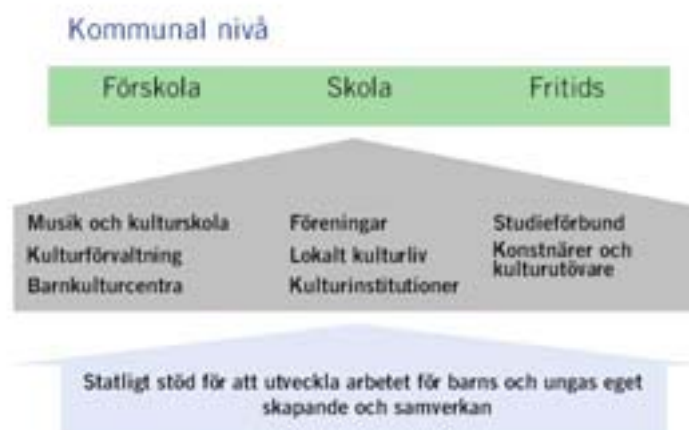 Kommunal nivå
Förskola Skola Fritids
Musik och kulturskola
Kulturförvaltning
Barnkulturcentra
Föreningar
Lokalt kulturliv
Kulturinstitutioner
Studieförbund
Konstnärer och
kulturutövare
Statligt stöd för att utveckla arbetet för barns och ungas eget
skapande och samverkan